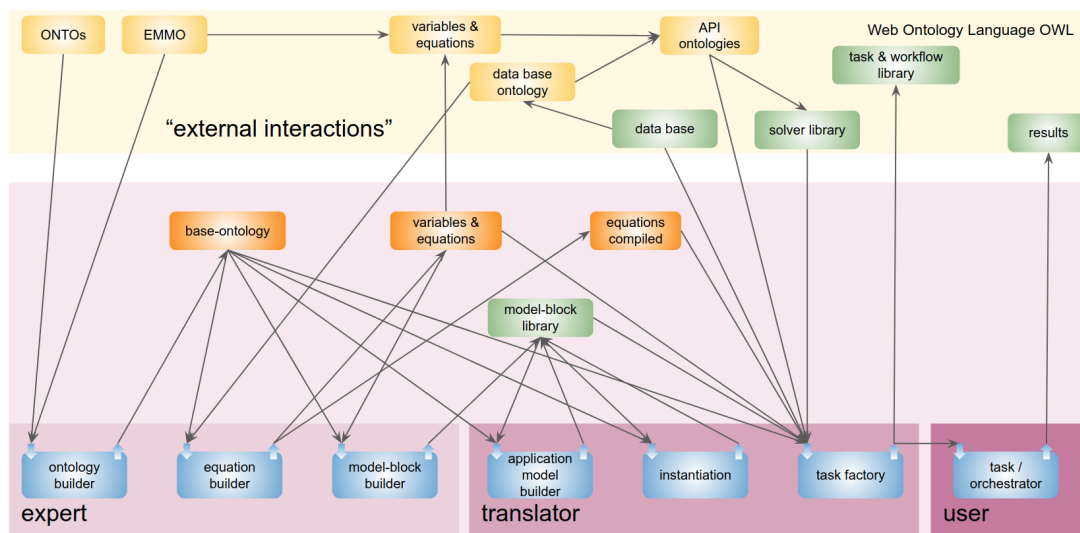 ONTOs
EMMO
variables &
equations
API
ontologies
Web Ontology Language OWL
task & workflow
library
data base
ontology
"external interactions"
data base
solver library
results
base-ontology
variables &
equations
equations
compiled
model-block
library
ontology
builder
equation
builder
model-block
builder
application
model
builder
instantiation
task factory
task /
orchestrator
expert
translator
user